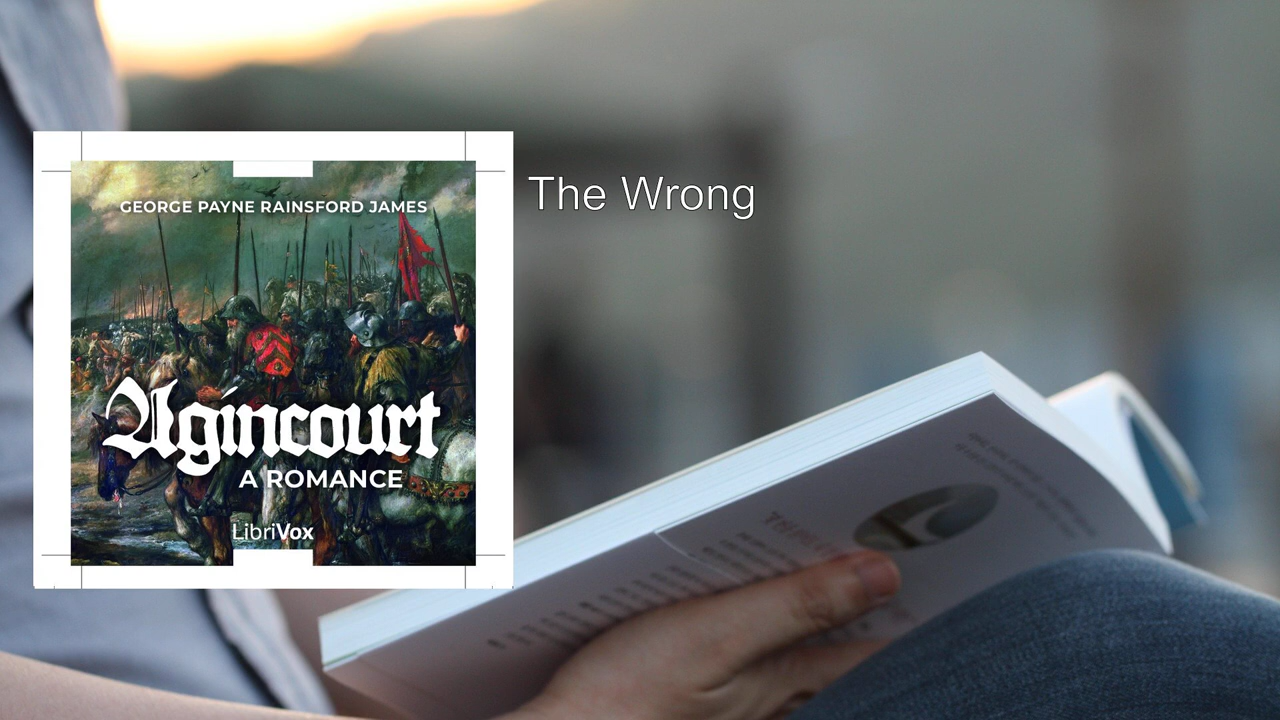 GEORGE PAYNE RAINSFORD JAMES
Agincourt
A ROMANCE
LibriVox
The Wrong